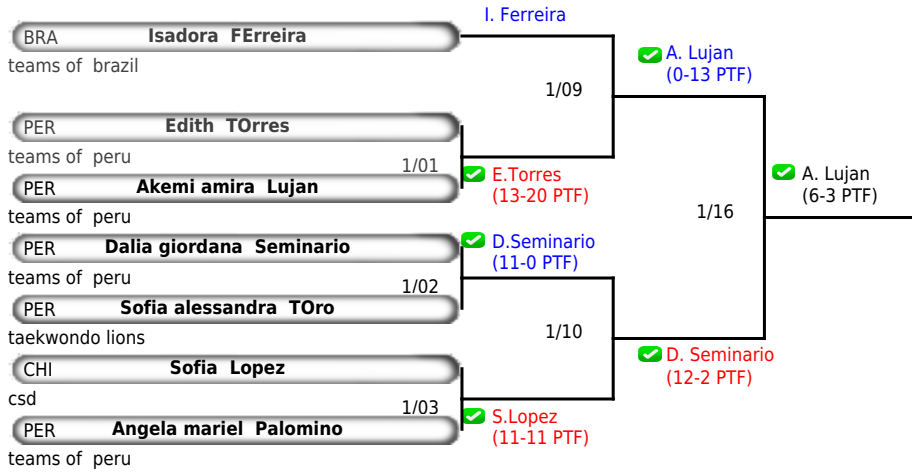 I. Ferreira
BRA Isadora FErreira
teams of brazil
A. Lujan
(0-13 PTF)
1/09
PER Edith TOrres
teams of peru
1/01
E.Torres
(13-20 PTF)
PER Akemi amira Lujan
teams of peru
A. Lujan
(6-3 PTF)
1/16
PER Dalia giordana Seminario
teams of peru
D.Seminario
(11-0 PTF)
1/02
PER Sofia alessandra TOro
taekwondo lions
1/10
D. Seminario
(12-2 PTF)
CHI Sofia Lopez
csd
1/03
S.Lopez
(11-11 PTF)
PER Angela mariel Palomino
teams of peru